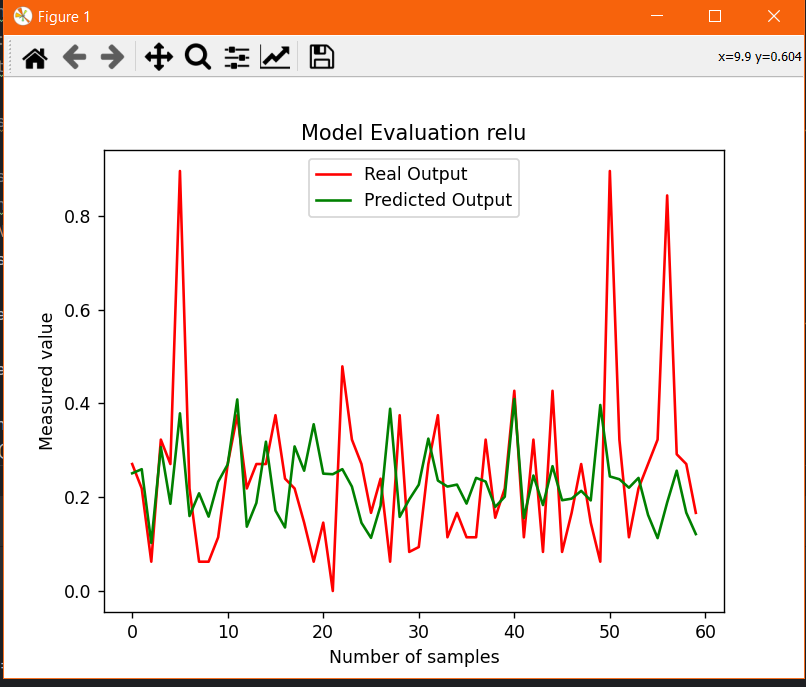 Figure 1
x=9.9 y=0.604
Model Evaluation relu
Real Output
Predicted Output
Measured value
0.8
0.6
0.4
0.2
0.0
0 10 20 30 40 50 60
Number of samples